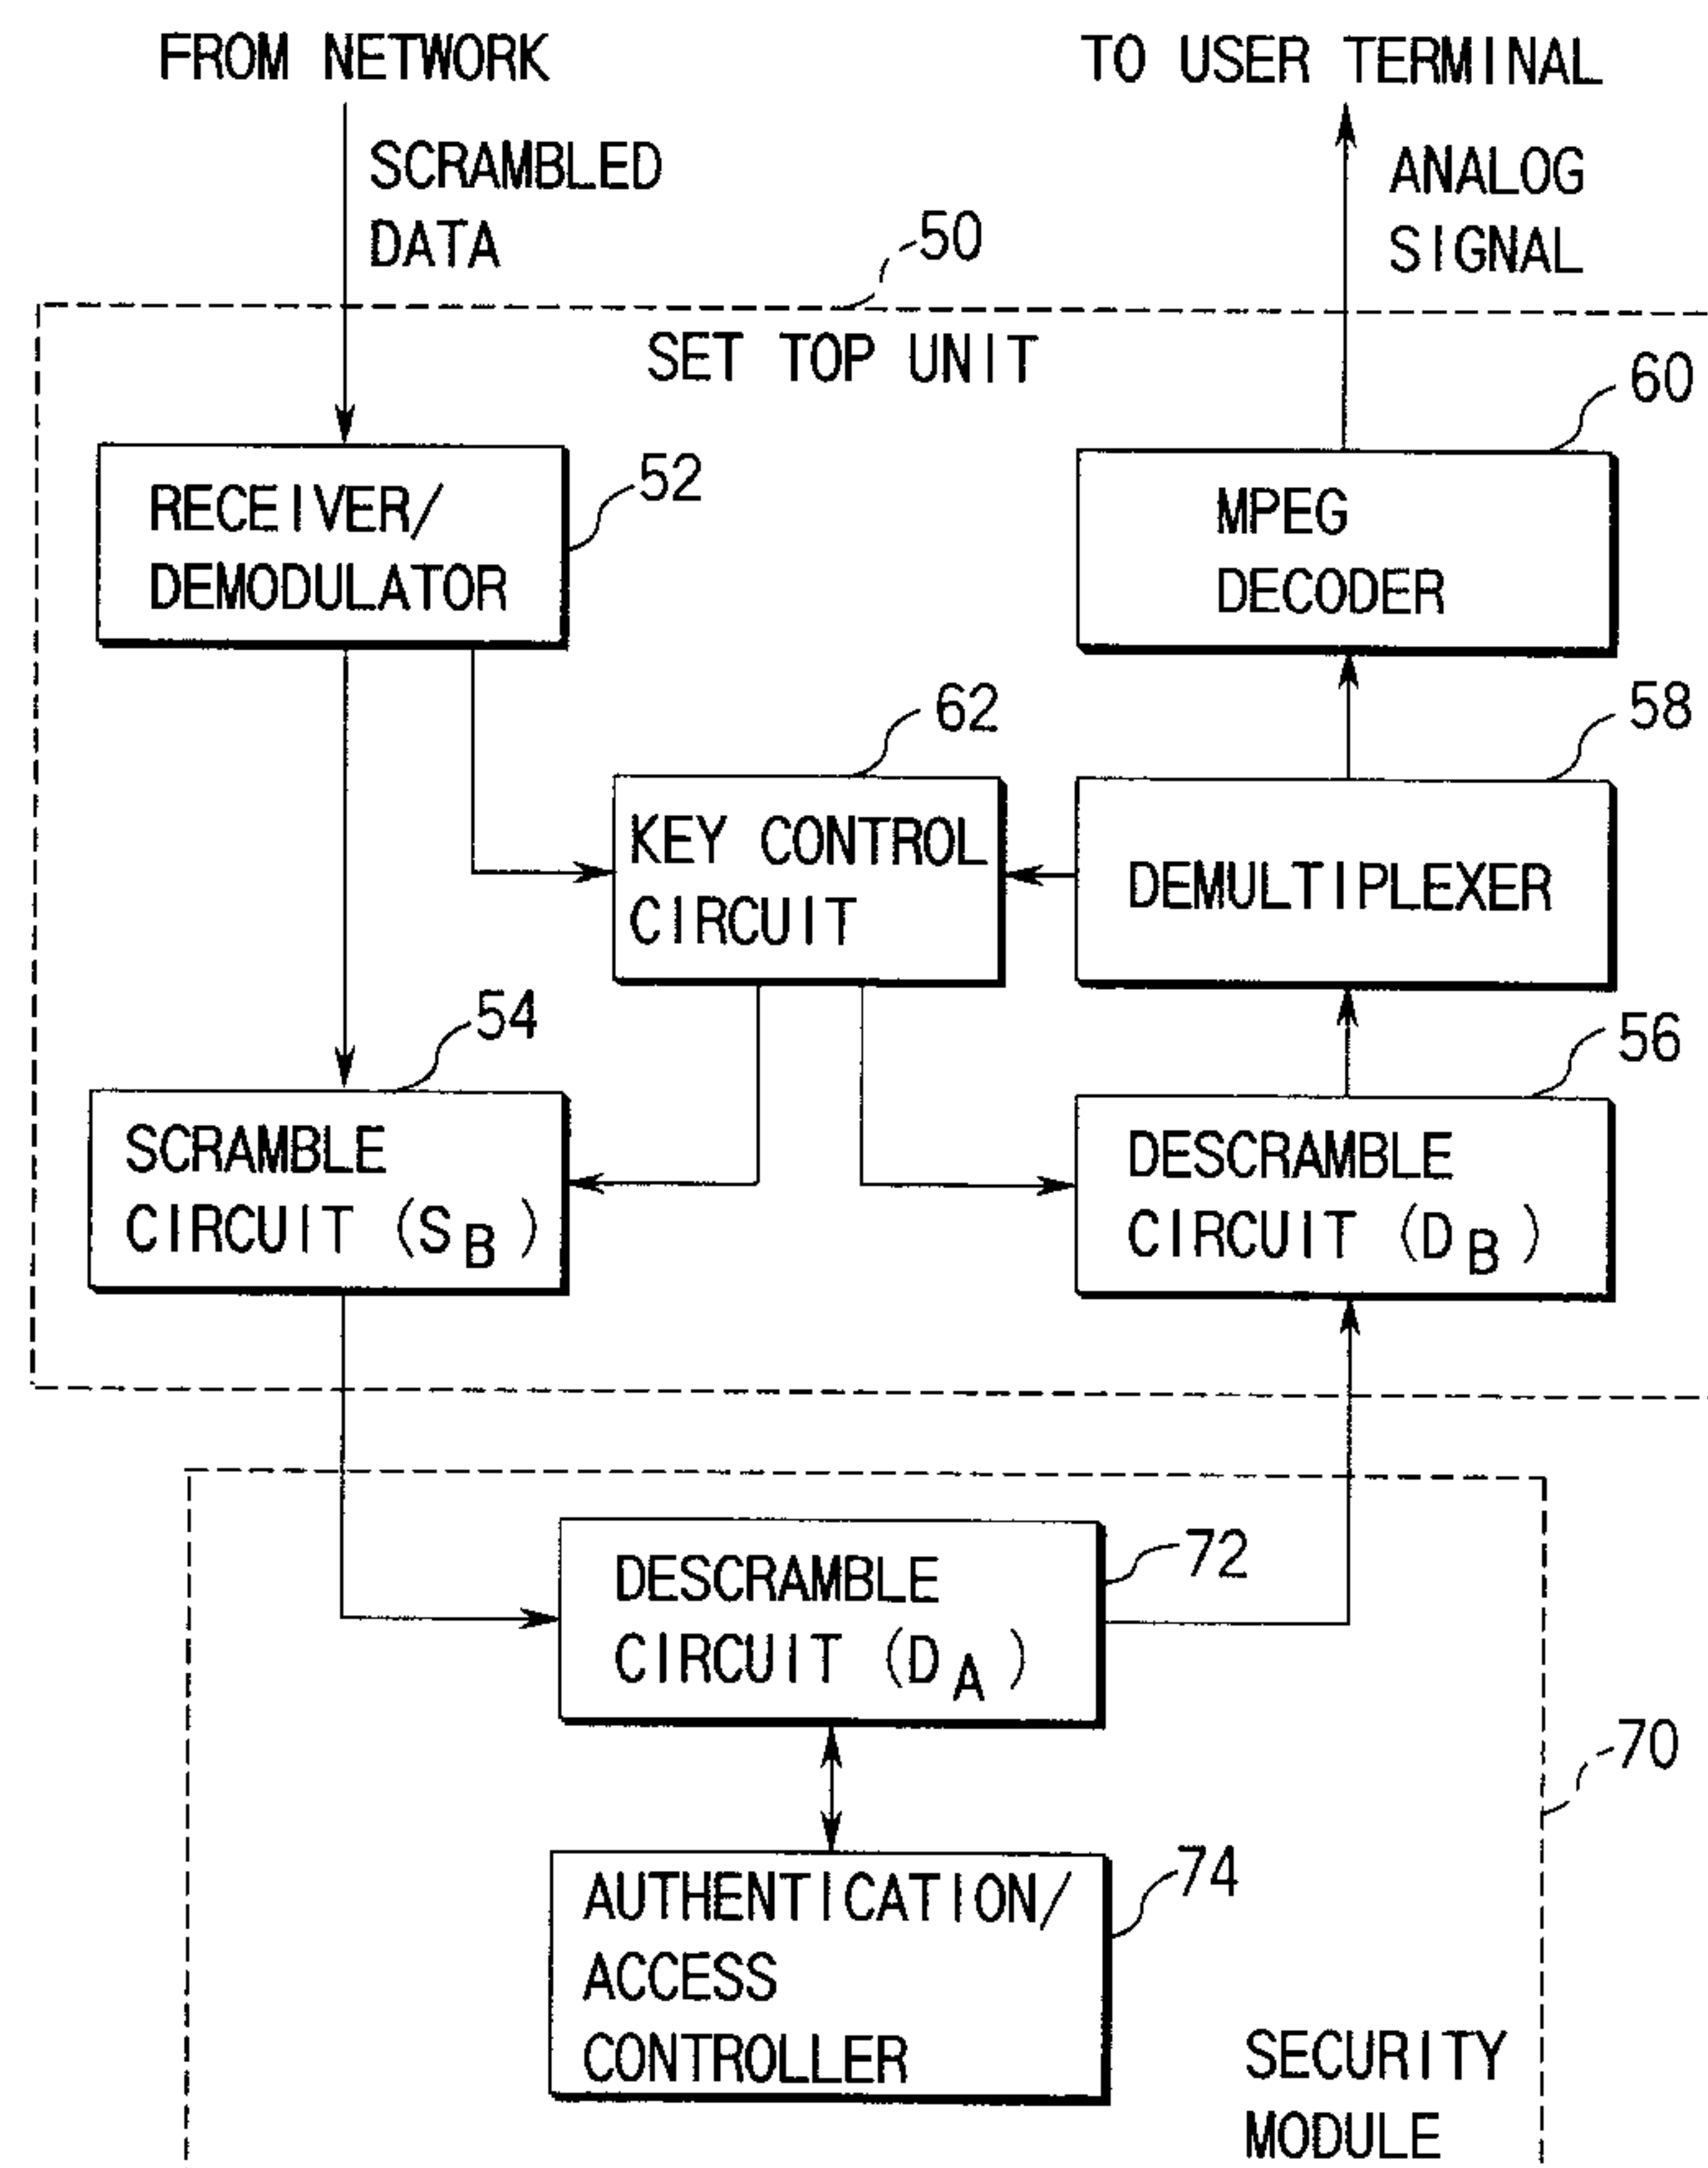 FROM NETWORK
TO USER TERMINAL
SCRAMBLED
DATA
ANALOG
SIGNAL
50
SET TOP UNIT
60
RECEIVER/
DEMODULATOR
52
MPEG
DECODER
62
58
KEY CONTROL
CIRCUIT
DEMULTIPLEXER
54
56
SCRAMBLE
CIRCUIT (SB)
DESCRAMBLE
CIRCUIT (DB)
72
DESCRAMBLE
CIRCUIT (DA)
70
74
AUTHENTICATION/
ACCESS
CONTROLLER
SECURITY
MODULE